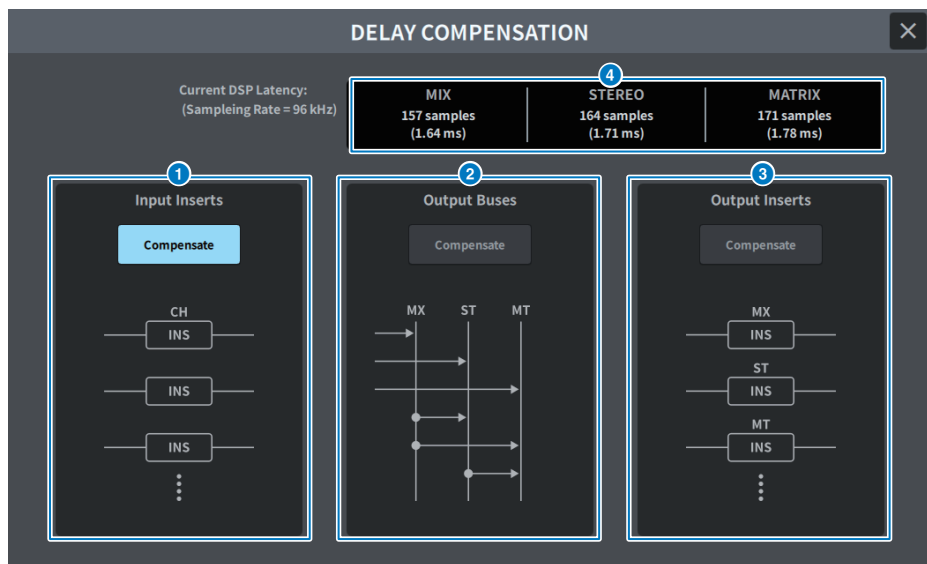 DELAY COMPENSATION
Current DSP Latency:
(Sampleing Rate = 96 kHz)
4
MIX
157 samples
(1.64 ms)
STEREO
164 samples
(1.71 ms)
MATRIX
171 samples
(1.78 ms)
1
Input Inserts
Compensate
CH
INS
INS
INS
2
Output Buses
Compensate
MX ST MT
3
Output Inserts
Compensate
MX
INS
ST
INS
MT
INS